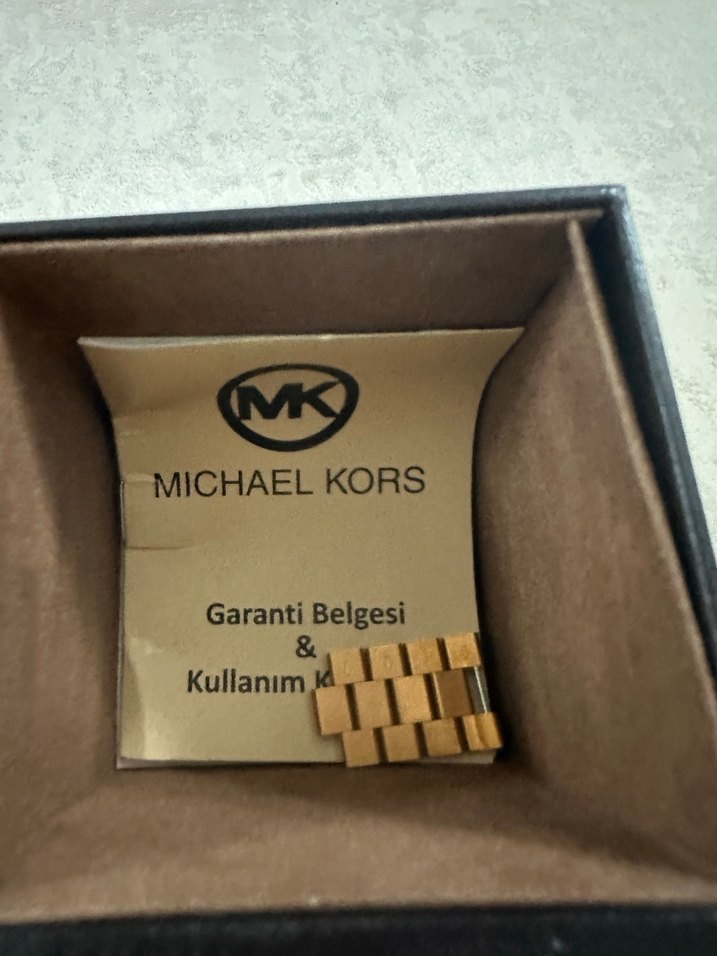 MK
MICHAEL KORS
Garanti Belgesi
&
Kullanım